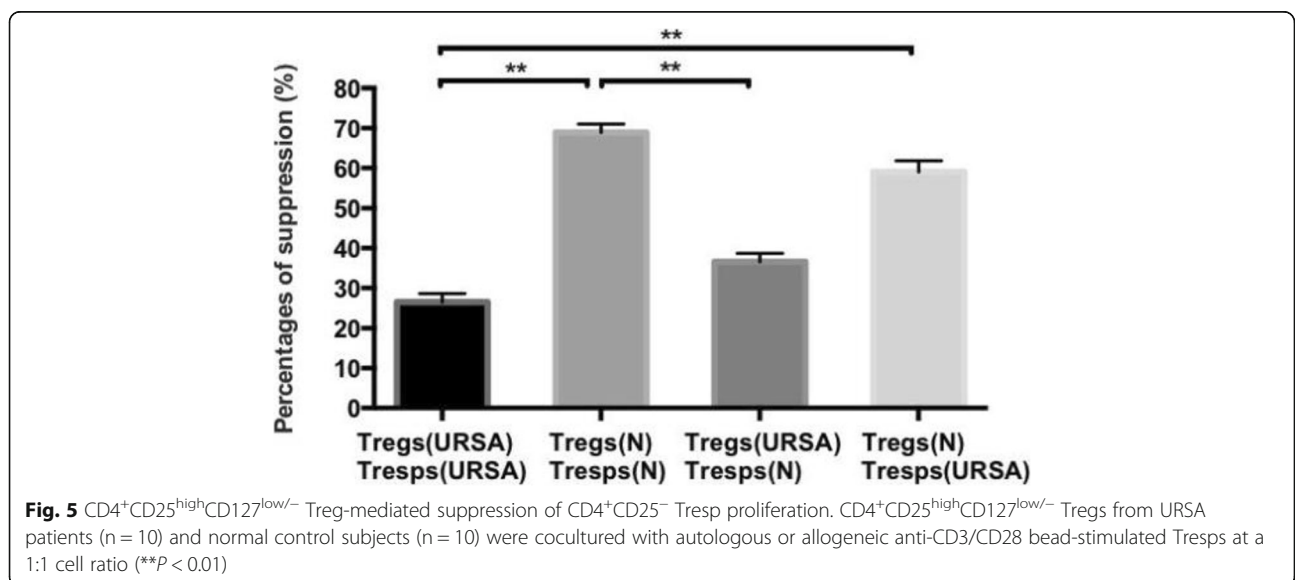 **
** **
Percentages of suppression (%)
80
70
60
50
40
30
20
10
0
Tregs(URSA) Tregs(N) Tregs(URSA) Tregs(N)
Tresps(URSA) Tresps(N) Tresps(N) Tresps(URSA)
Fig. 5 CD4⁺CD25ʰⁱᵍʰCD127ˡᵒʷ/⁻ Treg-mediated suppression of CD4⁺CD25⁻ Tresp proliferation. CD4⁺CD25ʰⁱᵍʰCD127ˡᵒʷ/⁻ Tregs from URSA
patients (n = 10) and normal control subjects (n = 10) were cocultured with autologous or allogeneic anti-CD3/CD28 bead-stimulated Tresps at a
1:1 cell ratio (**P < 0.01)